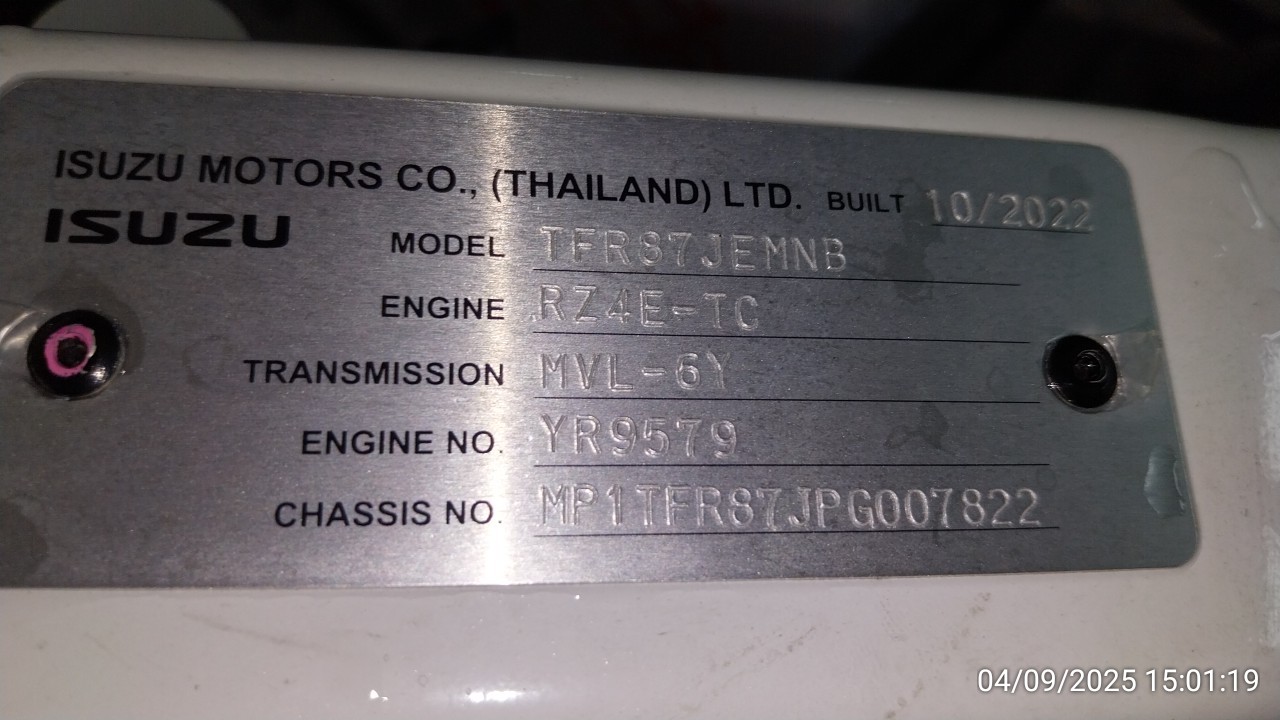 ISUZU MOTORS CO., (THAILAND) LTD. BUILT 10/2022
ISUZU
MODEL TFR87JEMNB
ENGINE RZ4E-TC
TRANSMISSION MVL-6Y
ENGINE NO. YR9579
CHASSIS NO. MP1TFR87JPG007822
04/09/2025 15:01:19